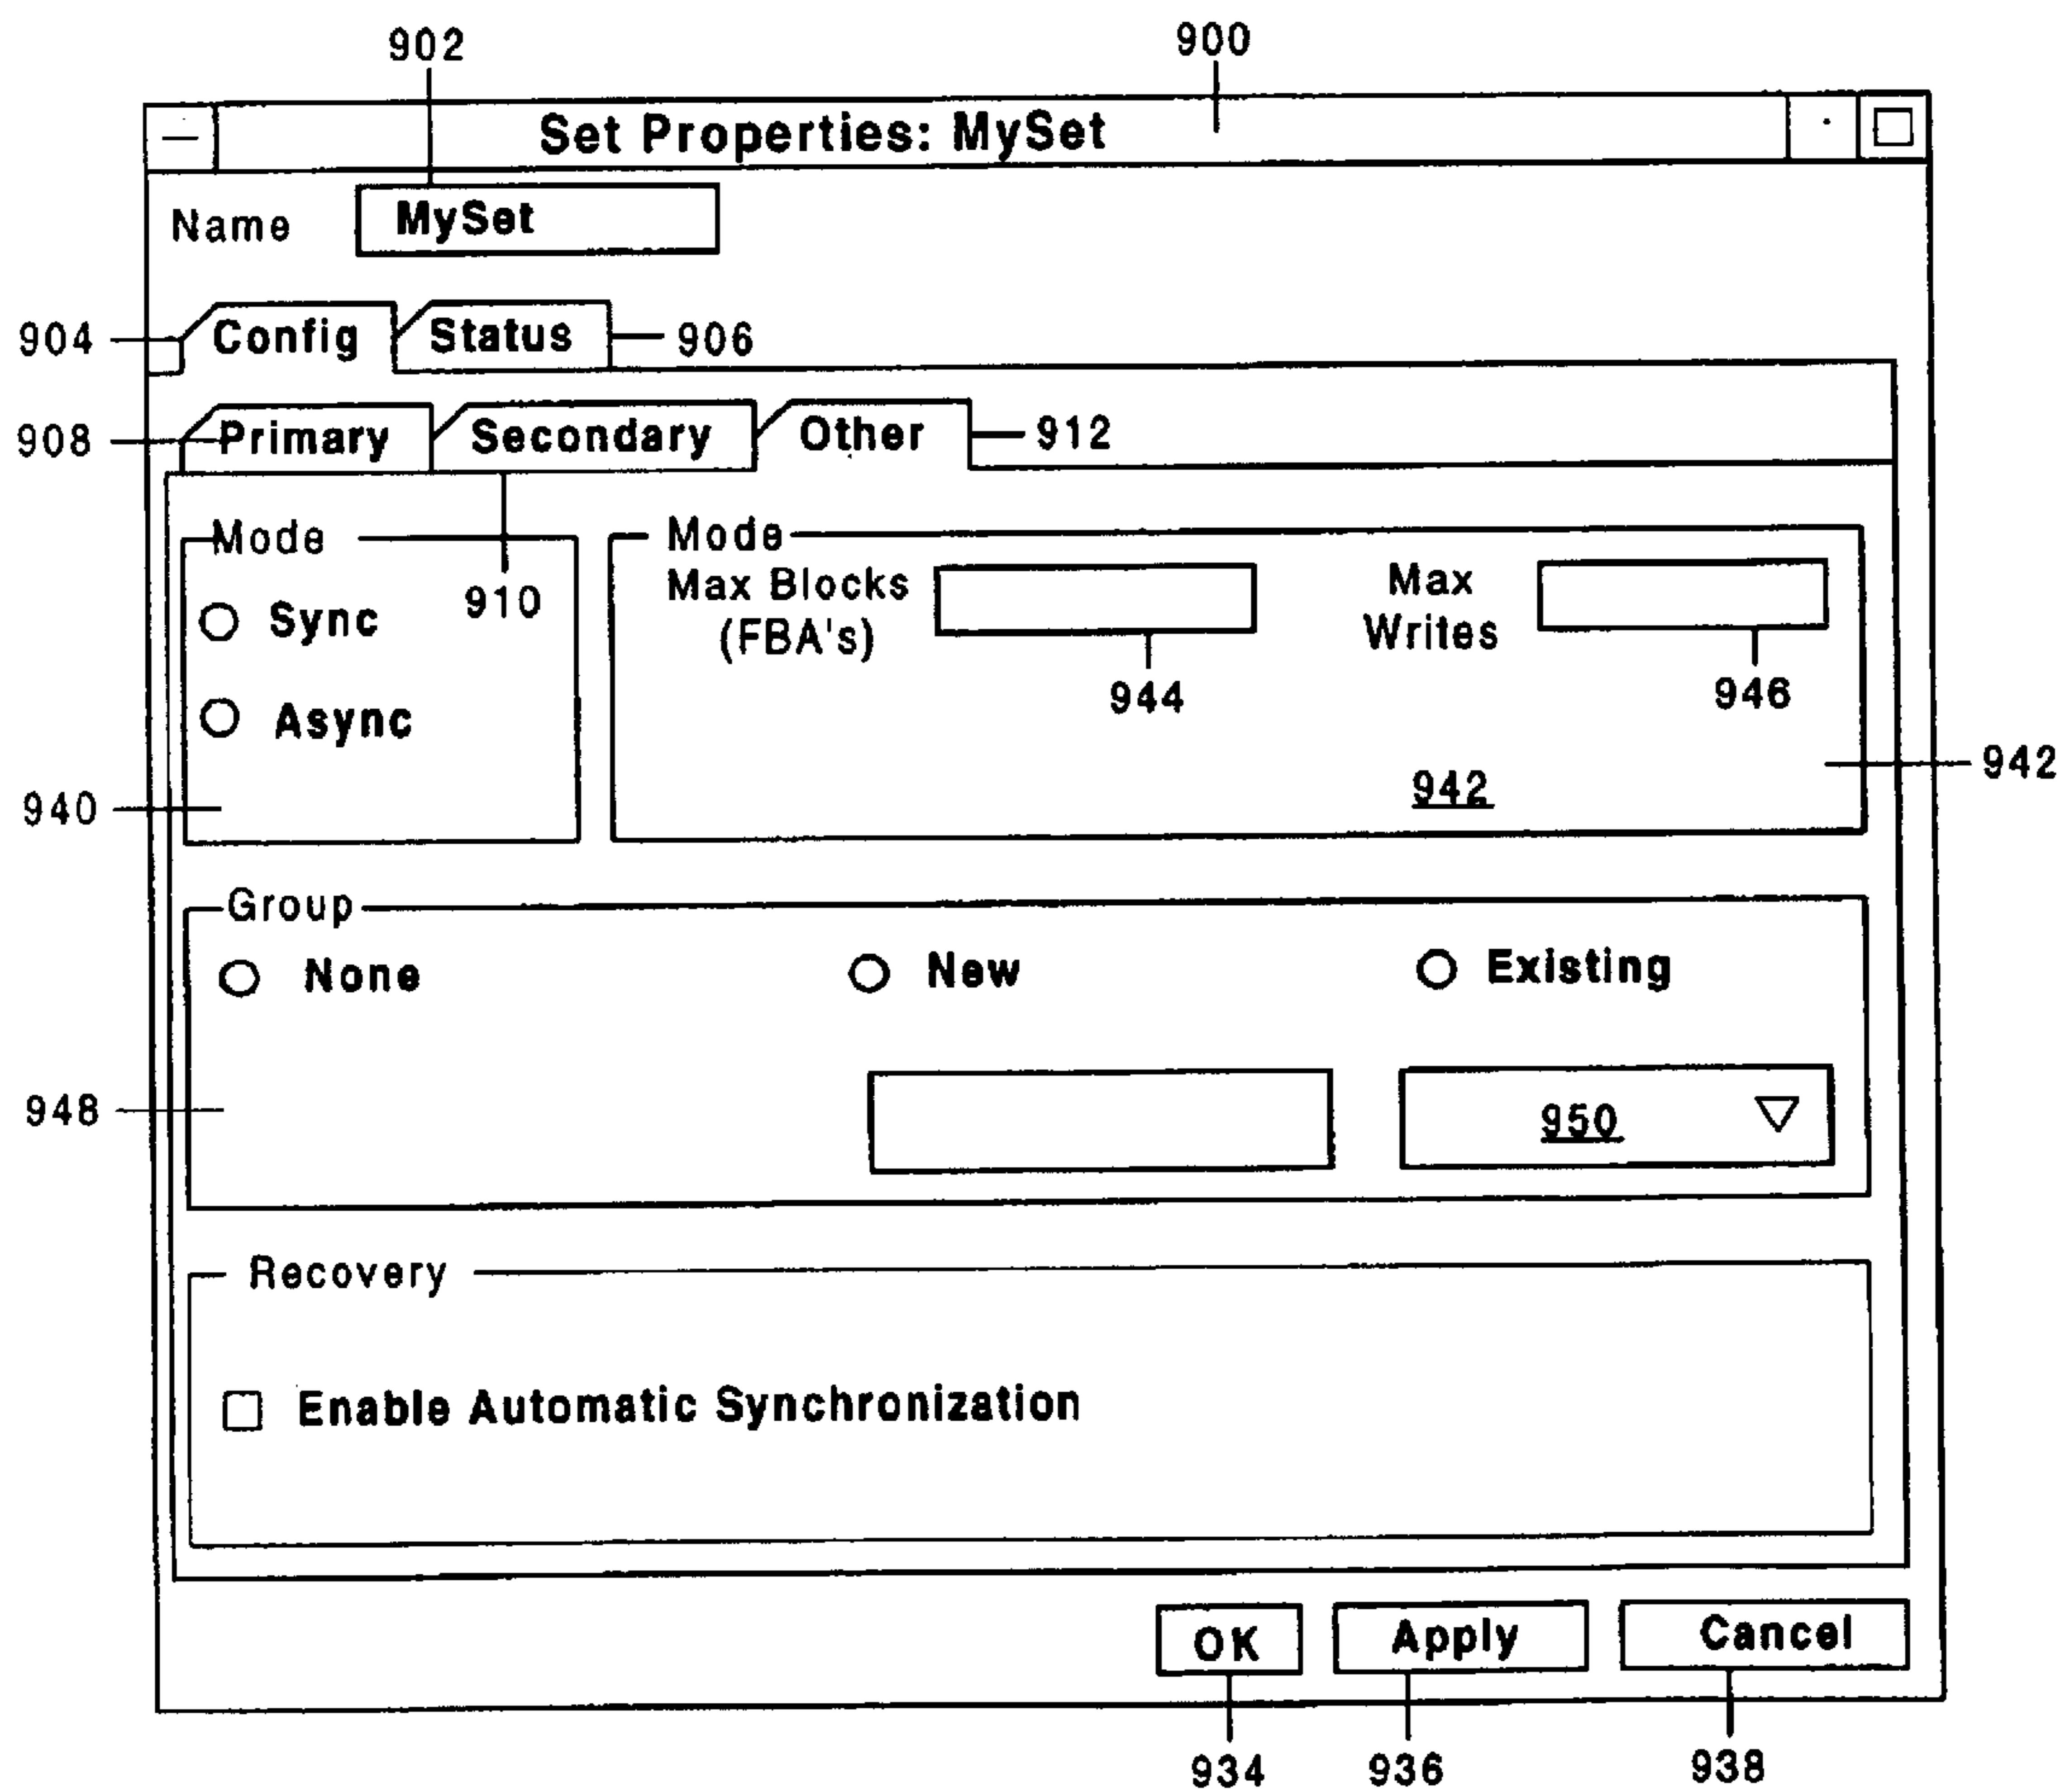 902 900
Set Properties: MySet
Name MySet
904 Config Status 906
908 Primary Secondary Other 912
Mode Mode
910
Sync
Async
Max Blocks
(FBA's)
Max
Writes
944 946
942
942
940
Group
None New Existing
948 950
Recovery
Enable Automatic Synchronization
OK Apply Cancel
934 936 938